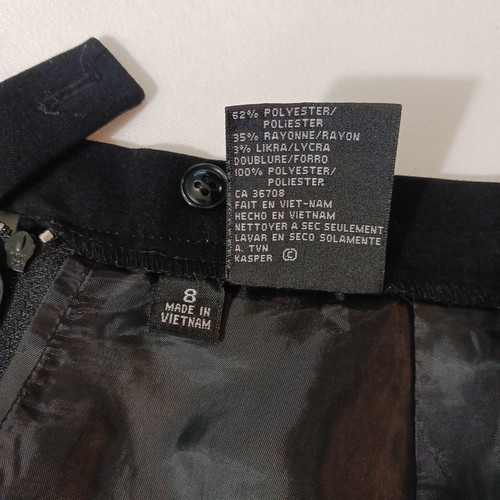 62% POLYESTER/
POLIESTER
35% RAYONNE/RAYON
3% LIKRA/LYCRA
DOUBLURE/FORRO
100% POLYESTER/
POLIESTER
CA 36708
FAIT EN VIET-NAM
HECHO EN VIETNAM
NETTOYER A SEC SEULEMENT
LAVAR EN SECO SOLAMENTE
A. TVN
KASPER ©
8
MADE IN
VIETNAM